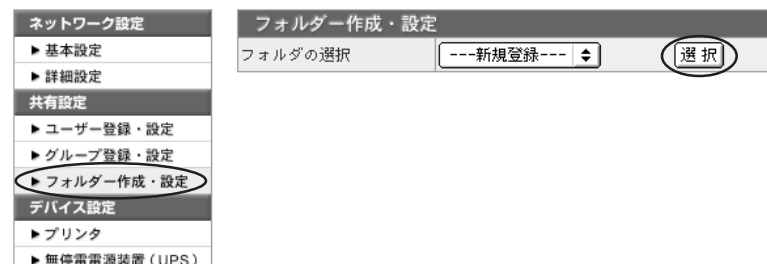 ネットワーク設定
▶ 基本設定
▶ 詳細設定
共有設定
▶ ユーザー登録・設定
▶ グループ登録・設定
▶ フォルダー作成・設定
デバイス設定
▶ プリンタ
▶ 無停電電源装置（UPS）
フォルダー作成・設定
フォルダの選択 ---新規登録--- 選 択